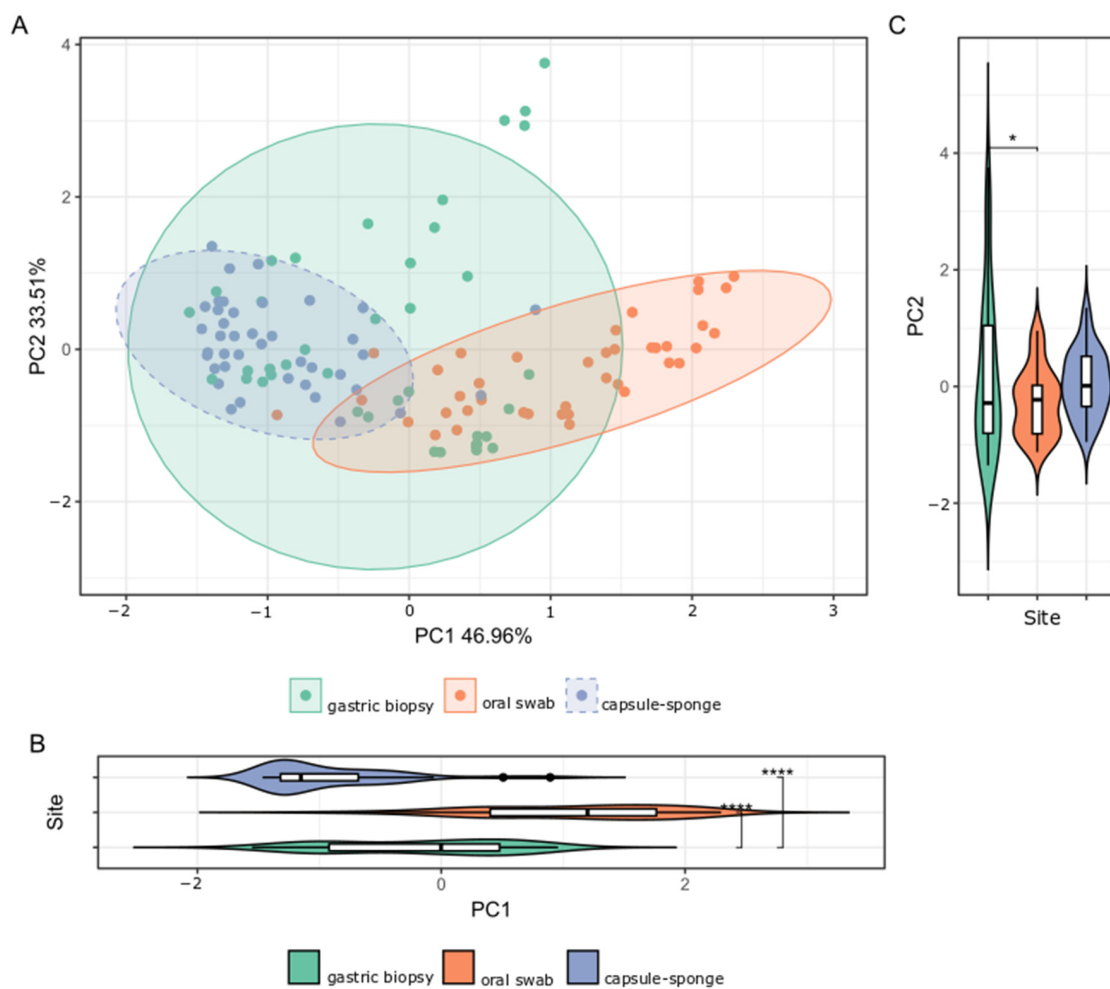 A
C
4
2
0
−2
PC2 33.51%
−2
−1
0
1
2
3
PC1 46.96%
gastric biopsy
oral swab
capsule-sponge
*
4
2
0
−2
PC2
Site
B
Site
****
****
−2
0
2
PC1
gastric biopsy
oral swab
capsule-sponge